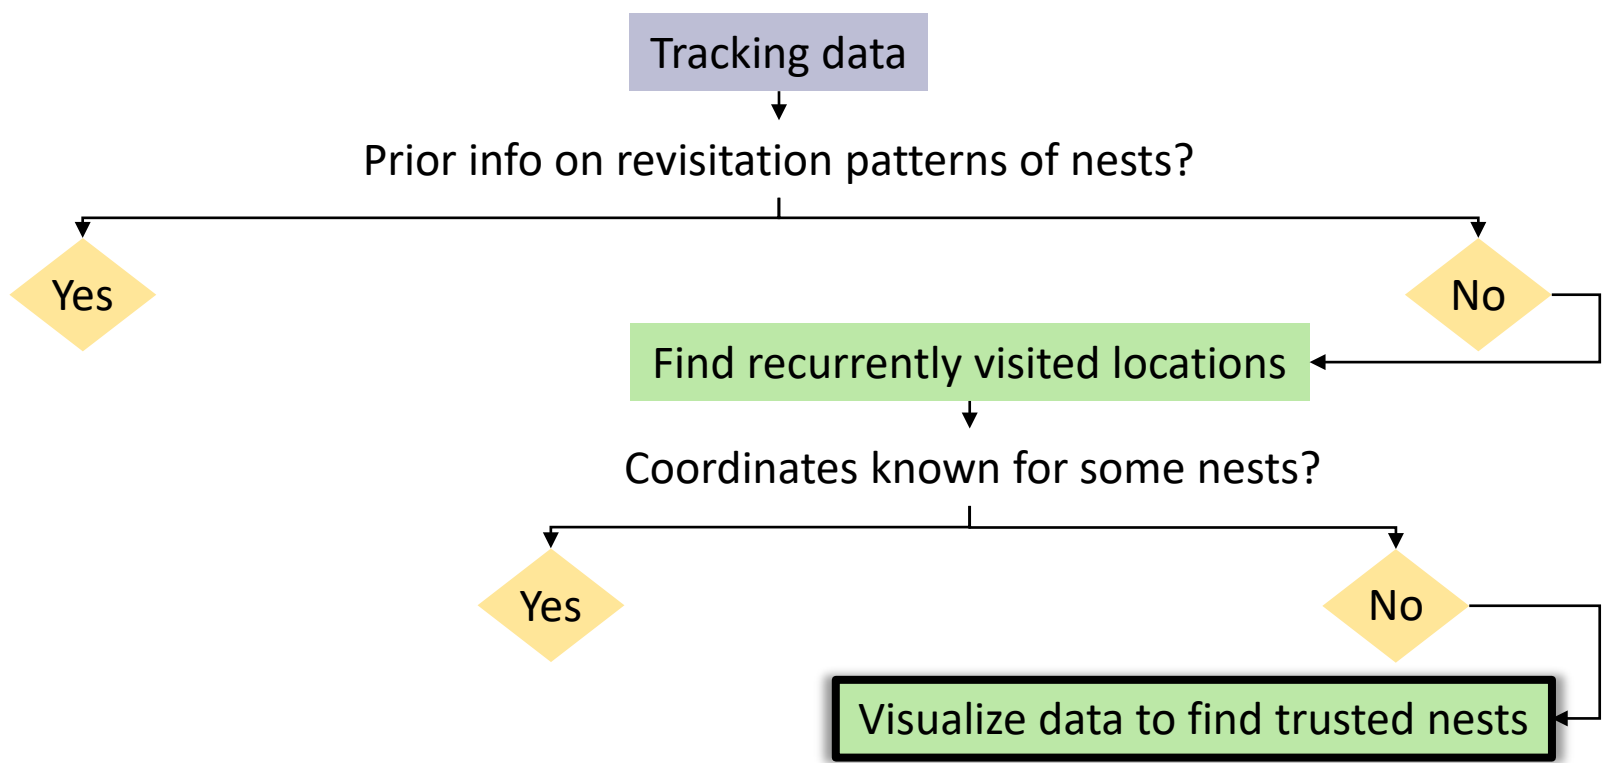 Tracking data
Prior info on revisitation patterns of nests?
Yes
No
Find recurrently visited locations
Coordinates known for some nests?
Yes
No
Visualize data to find trusted nests